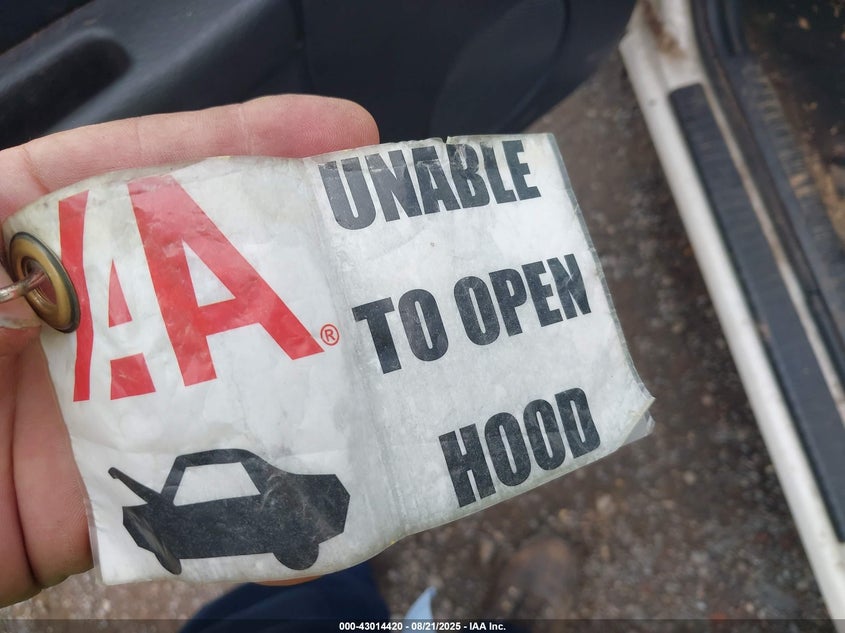 IAA®
UNABLE
TO OPEN
HOOD
000-43014420 - 08/21/2025 - IAA Inc.